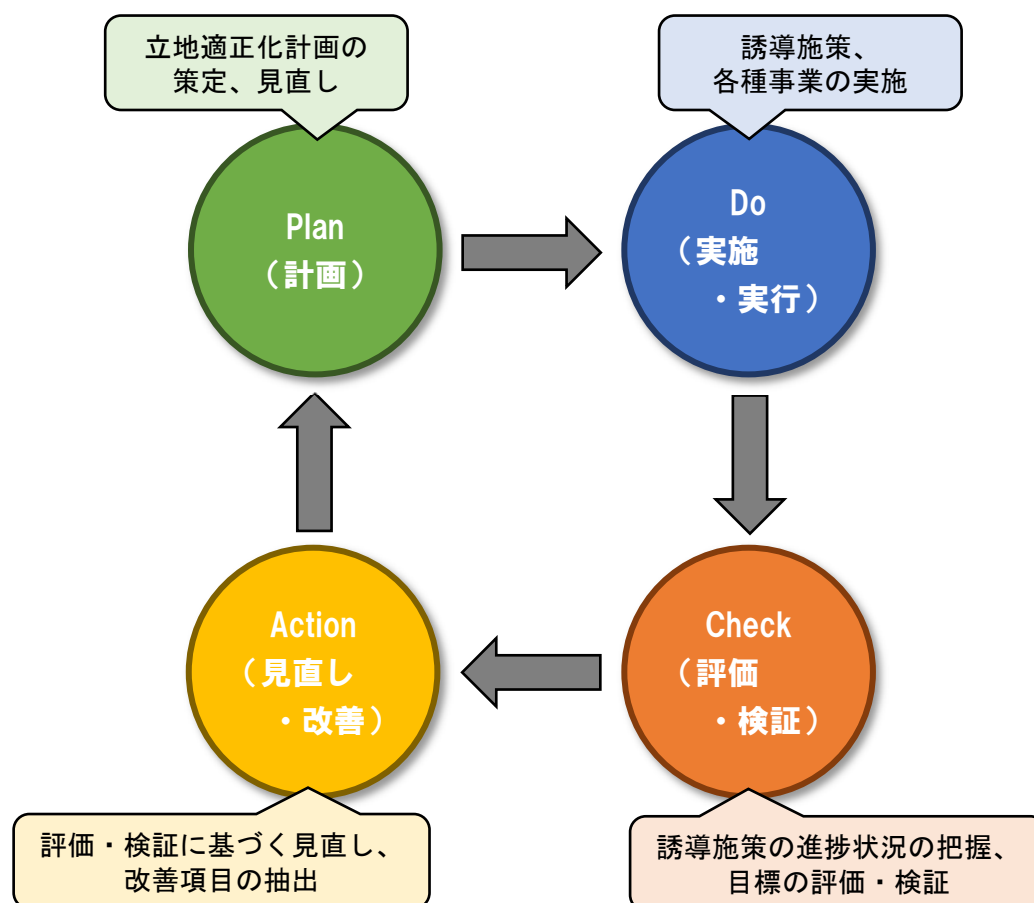 立地適正化計画の
策定、見直し
誘導施策、
各種事業の実施
Plan
（計画）
Do
（実施
・実行）
Action
（見直し
・改善）
Check
（評価
・検証）
評価・検証に基づく見直し、
改善項目の抽出
誘導施策の進捗状況の把握、
目標の評価・検証